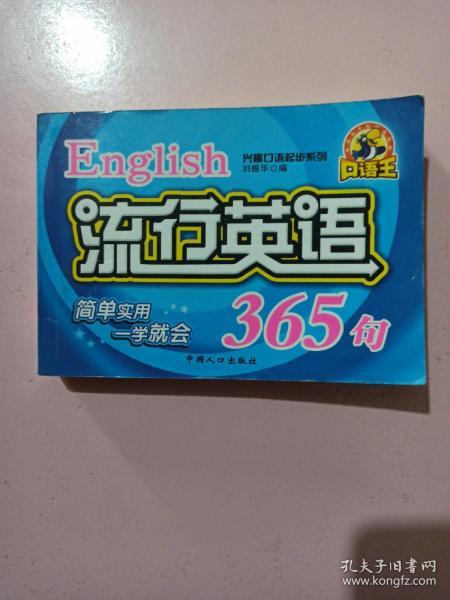 English
兴趣口语起步系列
刘振华◎编
口语王
流行英语
简单实用
一学就会
365句
中国人口出版社
孔夫子旧书网
www.kongfz.com